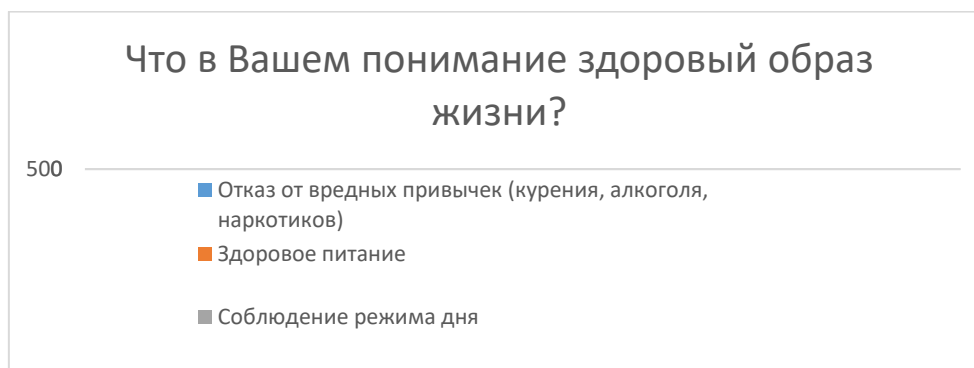 Что в Вашем понимание здоровый образ
жизни?
500
Отказ от вредных привычек (курения, алкоголя,
наркотиков)
Здоровое питание
Соблюдение режима дня